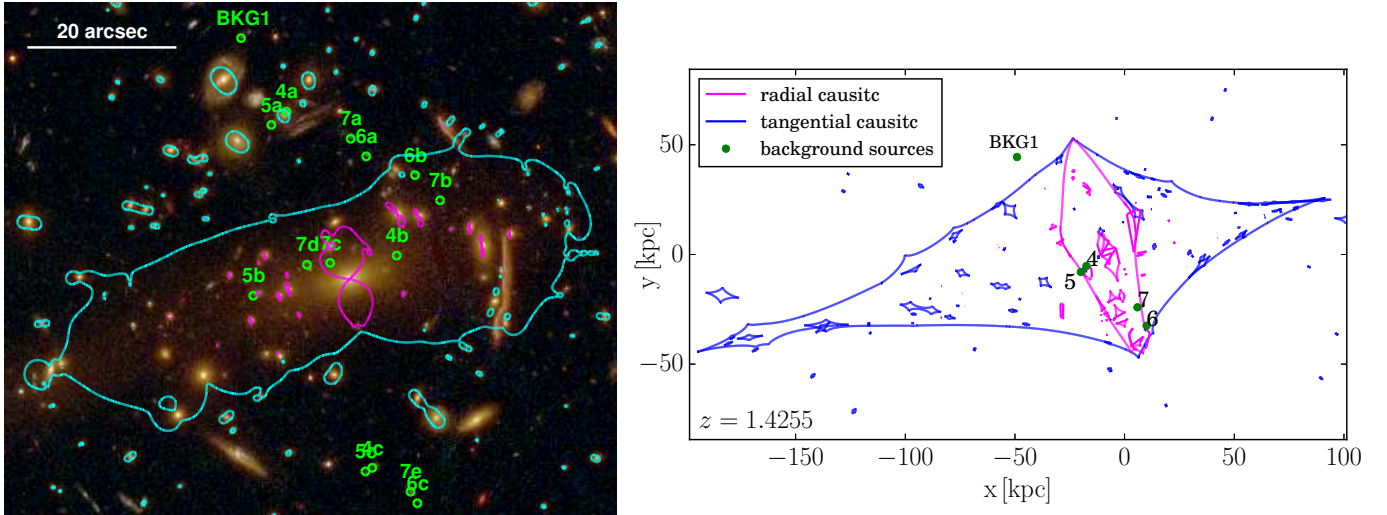 BKG1
20 arcsec
4a
5a
7a
6a
6b
7b
4b
7d
7c
5b
5c
4c
7e
6c
radial causitc
tangential causitc
background sources
BKG1
4
5
7
6
z = 1.4255
50
0
−50
y [kpc]
−150
−100
−50
0
50
100
x [kpc]